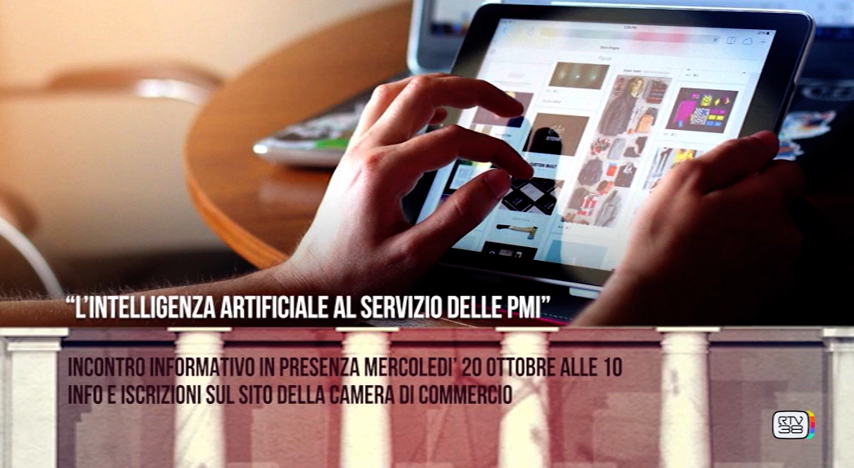 “L’INTELLIGENZA ARTIFICIALE AL SERVIZIO DELLE PMI”
INCONTRO INFORMATIVO IN PRESENZA MERCOLEDI’ 20 OTTOBRE ALLE 10
INFO E ISCRIZIONI SUL SITO DELLA CAMERA DI COMMERCIO
RTV
38